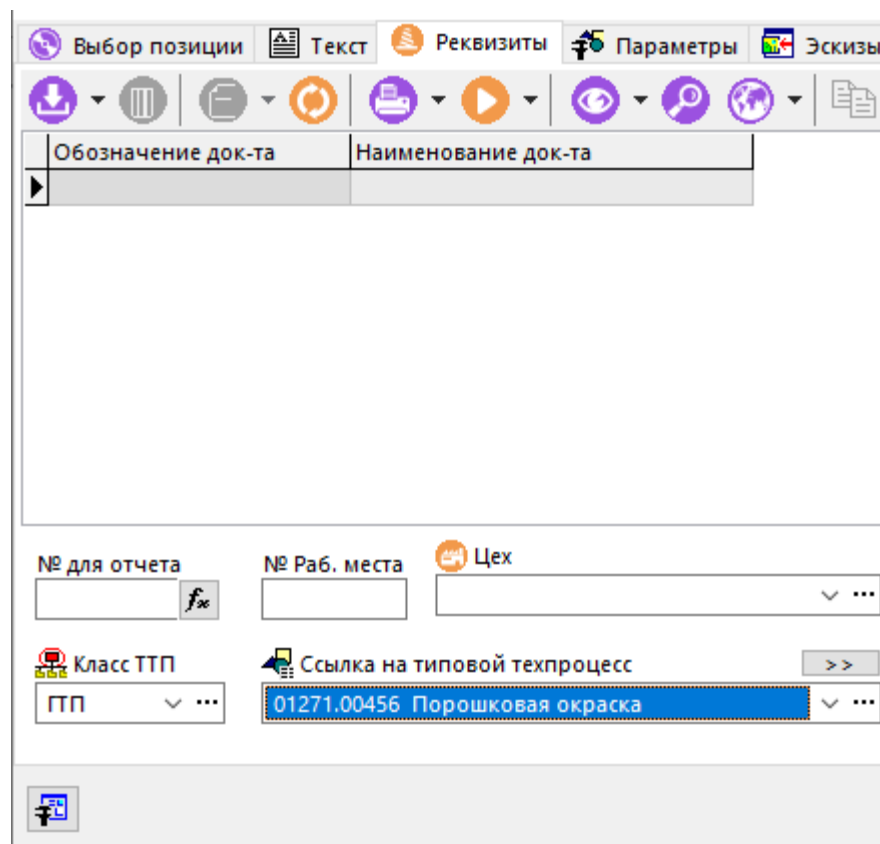 Выбор позиции Текст Реквизиты Параметры Эскизы
Обозначение док-та Наименование док-та
№ для отчета № Раб. места Цех
fx
Класс ТТП Ссылка на типовой техпроцесс >>
ГТП 01271.00456 Порошковая окраска